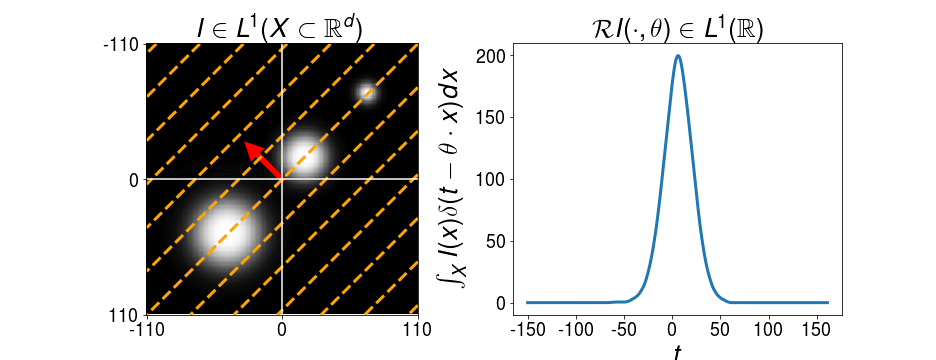 I ∈ L¹(X ⊂ ℝᵈ)
-110
0
110
-110 0 110
ℛI(·, θ) ∈ L¹(ℝ)
∫_X I(x)δ(t − θ · x)dx
200
150
100
50
0
-150 -100 -50 0 50 100 150
t